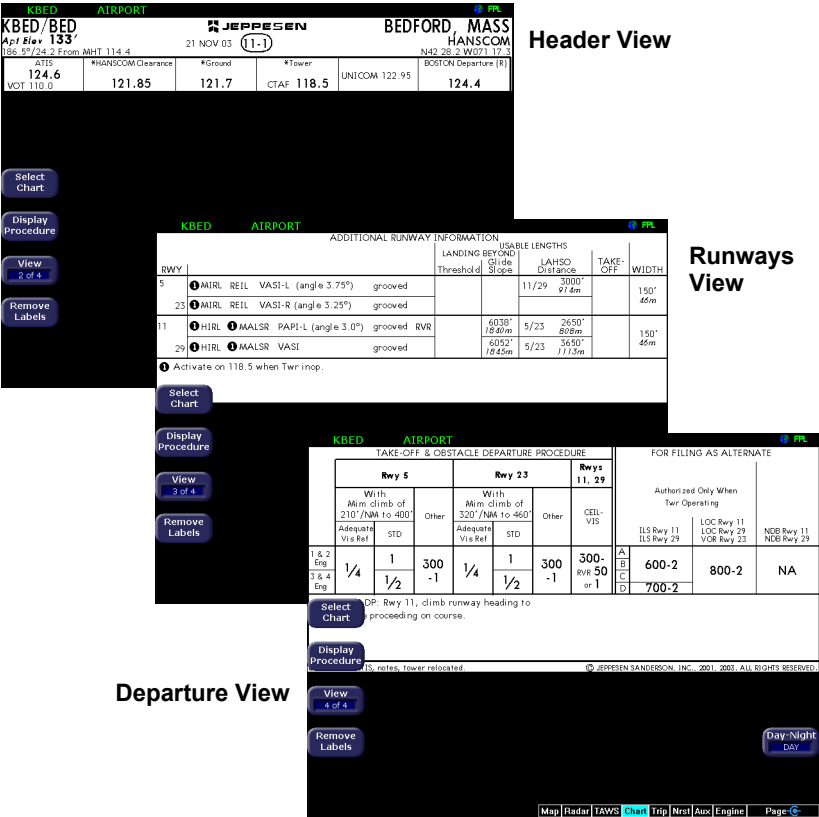 KBED AIRPORT FPL
KBED/BED JEPPESEN BEDFORD, MASS
Apt Elev 133' 21 NOV 03 11-1 HANSCOM
186.5°/24.2 From MHT 114.4 N42 28.2 W071 17.3
ATIS *HANSCOM Clearance *Ground *Tower BOSTON Departure (R)
124.6 121.85 121.7 CTAF 118.5 UNICOM 122.95 124.4
VOT 110.0
Header View
Select
Chart
Display
Procedure
View
2 of 4
Remove
Labels
KBED AIRPORT FPL
ADDITIONAL RUNWAY INFORMATION
USABLE LENGTHS
LANDING BEYOND
RWY Threshold Glide Slope LAHSO Distance TAKE-OFF WIDTH
5 1 MIRL REIL VASI-L (angle 3.75°) grooved 11/29 3000' 914m 150'
23 1 MIRL REIL VASI-R (angle 3.25°) grooved 46m
11 1 HIRL 1 MALSR PAPI-L (angle 3.0°) grooved RVR 6038' 1840m 5/23 2650' 808m 150'
29 1 HIRL 1 MALSR VASI grooved 6052' 1845m 5/23 3650' 1113m 46m
1 Activate on 118.5 when Twr inop.
Runways
View
Select
Chart
Display
Procedure
View
3 of 4
Remove
Labels
KBED AIRPORT FPL
TAKE-OFF & OBSTACLE DEPARTURE PROCEDURE FOR FILING AS ALTERNATE
Rwy 5 Rwy 23 Rwys 11, 29
With
Mim climb of
210'/NM to 400'
Other
With
Mim climb of
320'/NM to 460'
Other
CEIL-
VIS
Authorized Only When
Twr Operating
Adequate
Vis Ref
STD
Adequate
Vis Ref
STD
ILS Rwy 11
ILS Rwy 29
LOC Rwy 11
LOC Rwy 29
VOR Rwy 23
NDB Rwy 11
NDB Rwy 29
1 & 2
Eng
3 & 4
Eng
1/4
1
1/2
300
-1
1/4
1
1/2
300
-1
300-
RVR 50
or 1
A
B
C
D
600-2
700-2
800-2
NA
DP: Rwy 11, climb runway heading to
proceeding on course.
IS, notes, tower relocated. © JEPPESEN SANDERSON, INC., 2001, 2003. ALL RIGHTS RESERVED.
Select
Chart
Display
Procedure
View
4 of 4
Remove
Labels
Departure View
Day-Night
DAY
Map Radar TAWS Chart Trip Nrst Aux Engine Page